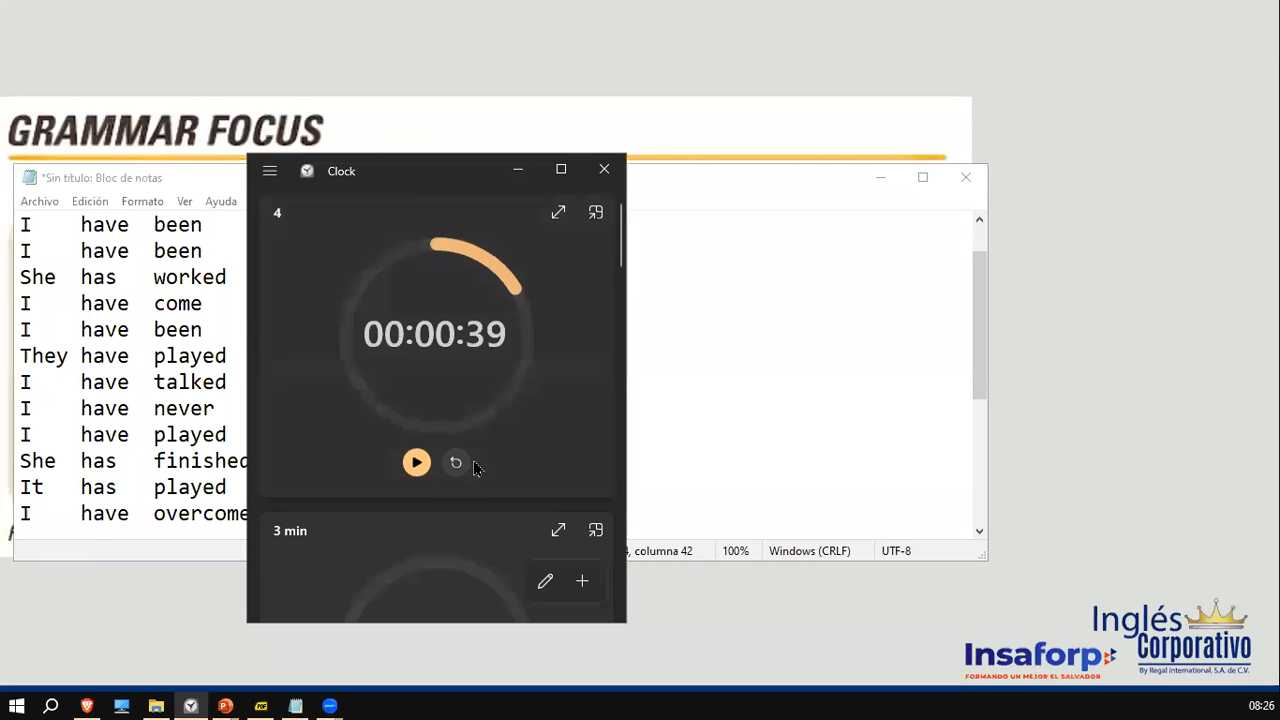 GRAMMAR FOCUS
*Sin título: Bloc de notas
Archivo Edición Formato Ver Ayuda
I have been
I have been
She has worked
I have come
I have been
They have played
I have talked
I have never
I have played
She has finished
It has played
I have overcome
Clock
4
00:00:39
3 min
4, columna 42 100% Windows (CRLF) UTF-8
Inglés
Corporativo
By Regal International, S.A. de C.V.
Insaforp
FORMANDO UN MEJOR EL SALVADOR
08:26